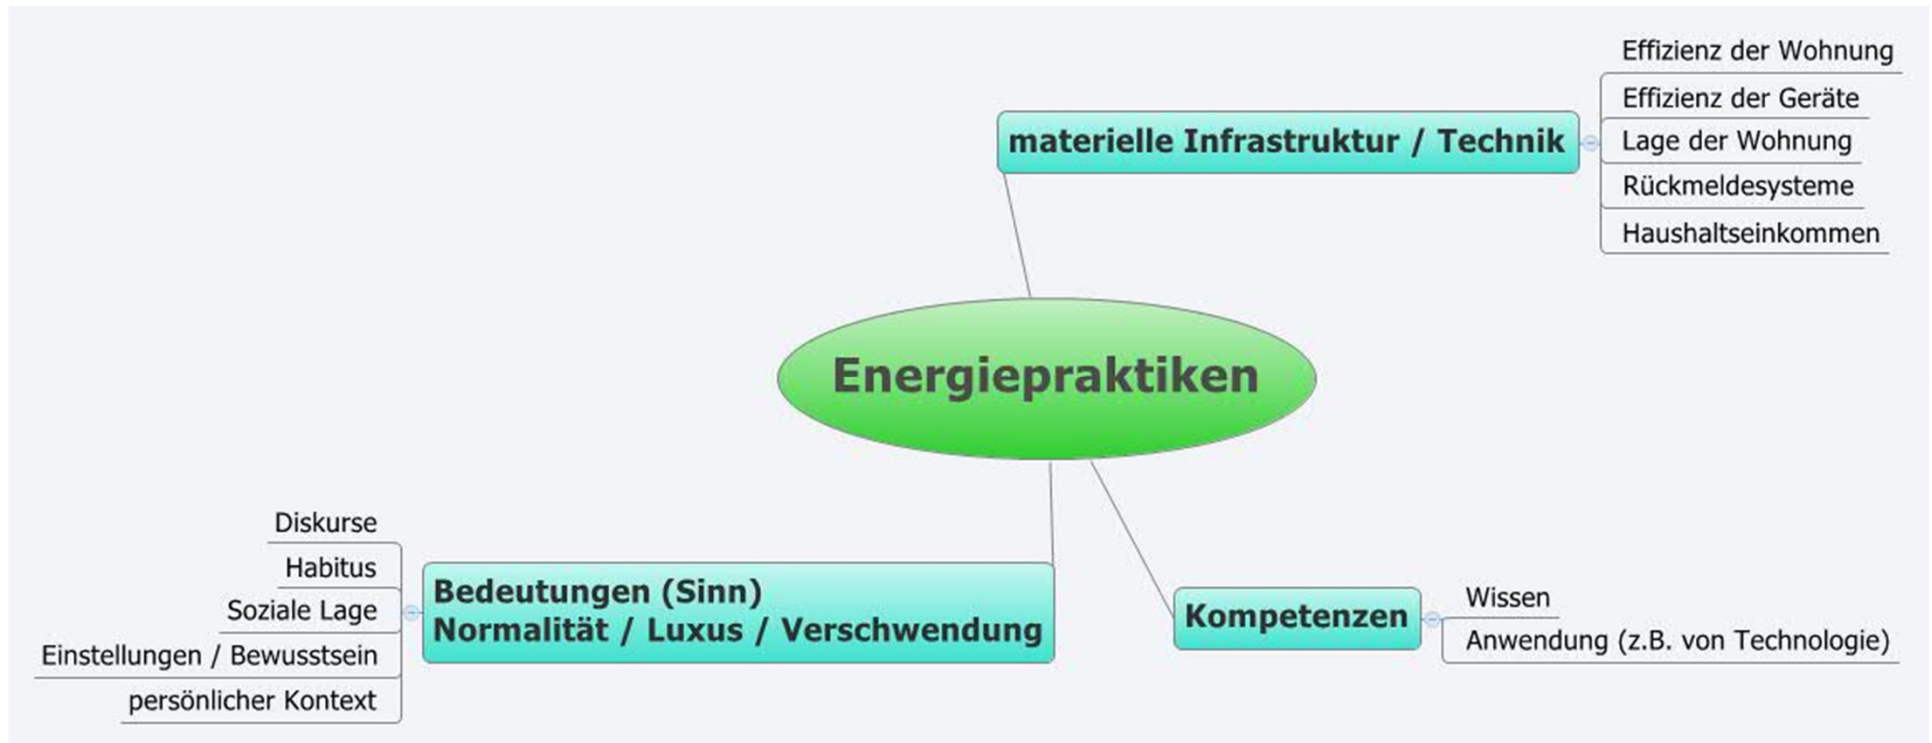 Effizienz der Wohnung
Effizienz der Geräte
materielle Infrastruktur / Technik
Lage der Wohnung
Rückmeldesysteme
Haushaltseinkommen
Energiepraktiken
Diskurse
Habitus
Soziale Lage
Einstellungen / Bewusstsein
persönlicher Kontext
Bedeutungen (Sinn)
Normalität / Luxus / Verschwendung
Kompetenzen
Wissen
Anwendung (z.B. von Technologie)